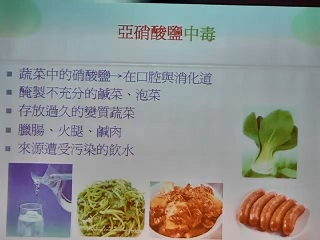 亞硝酸鹽中毒
蔬菜中的硝酸鹽→在口腔與消化道
醃製不充分的鹹菜、泡菜
存放過久的變質蔬菜
臘腸、火腿、鹹肉
來源遭受污染的飲水